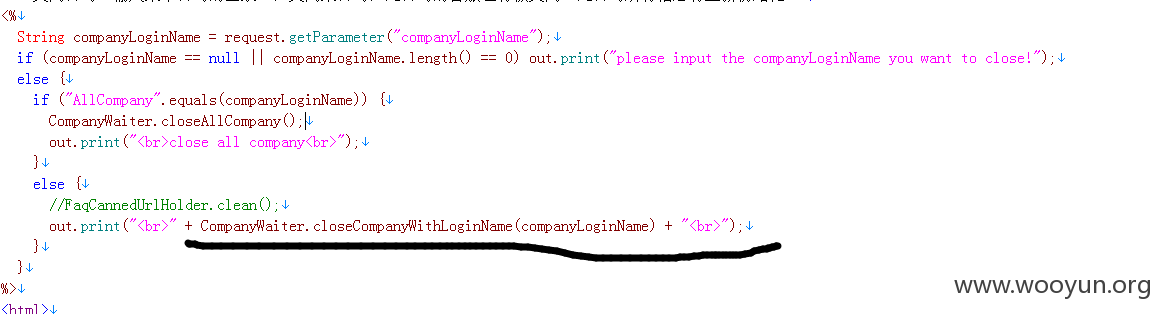 <%
String companyLoginName = request.getParameter("companyLoginName");
if (companyLoginName == null || companyLoginName.length() == 0) out.print("please input the companyLoginName you want to close!");
else {
if ("AllCompany".equals(companyLoginName)) {
CompanyWaiter.closeAllCompany();
out.print("<br>close all company<br>");
}
else {
//FaqCannedUrlHolder.clean();
out.print("<br>" + CompanyWaiter.closeCompanyWithLoginName(companyLoginName) + "<br>");
}
}
%>
www.wooyun.org
<html>